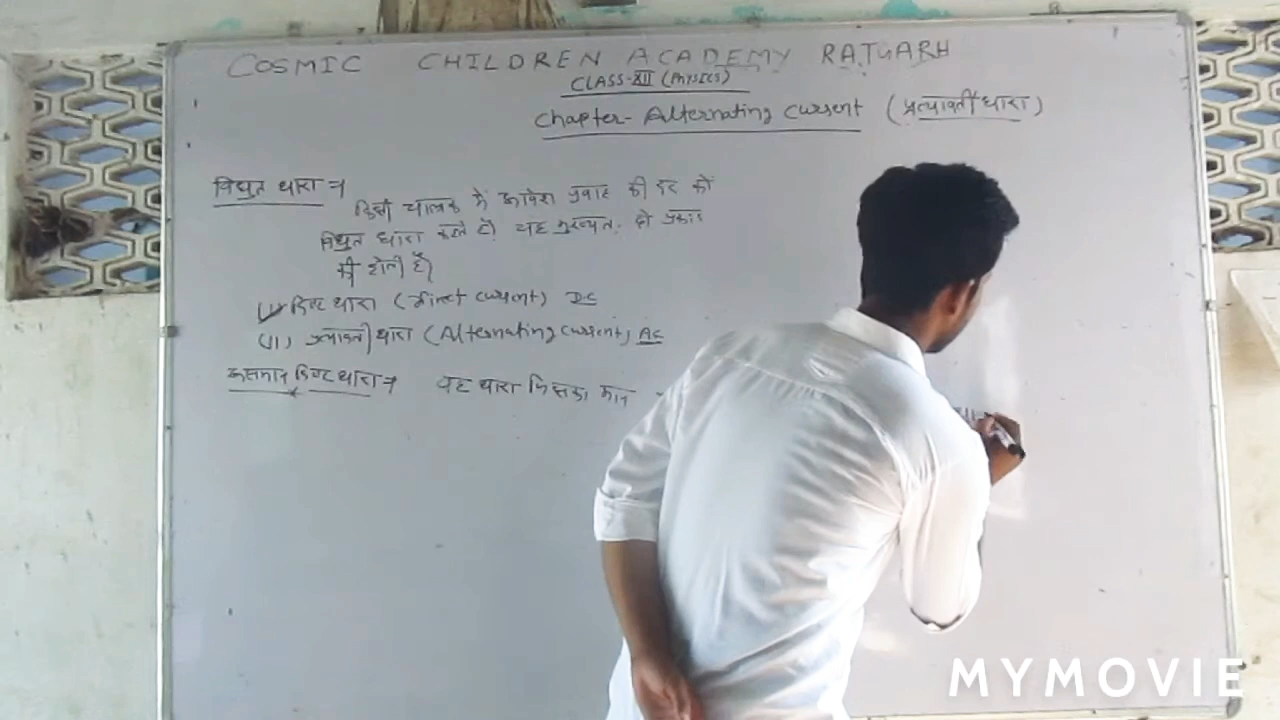 COSMIC CHILDREN ACADEMY RAJGARH
CLASS-XII (PHYSICS)
Chapter- Alternating current (प्रत्यावर्ती धारा)
विधुत धारा ⇒
किसी चालक में आवेश प्रवाह की दर को
विधुत धारा कहते हैं। यह मुख्यत: दो प्रकार
की होती है।
(i) दिष्ट धारा (direct current) DC
(ii) प्रत्यावर्ती धारा (Alternating current) AC
असमान दिष्ट धारा ⇒ वह धारा जिसका मान
MYMOVIE